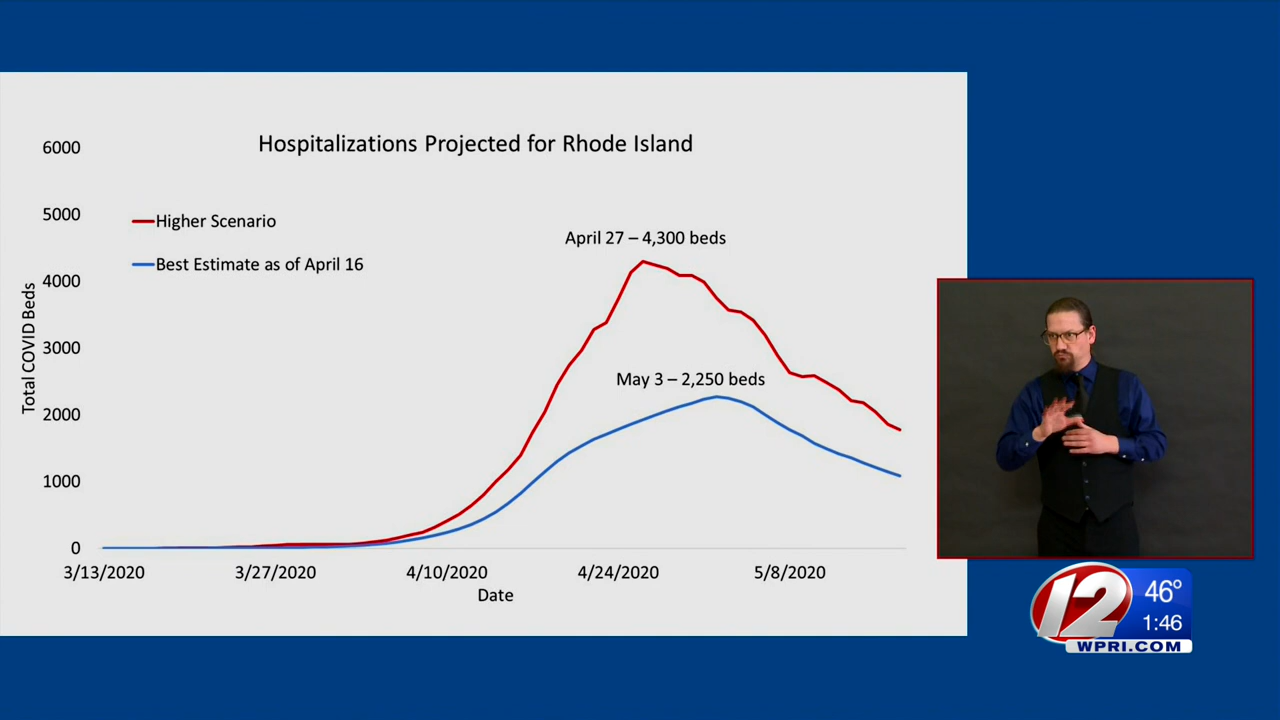 Hospitalizations Projected for Rhode Island
6000
5000
4000
3000
2000
1000
0
Total COVID Beds
Higher Scenario
Best Estimate as of April 16
April 27 – 4,300 beds
May 3 – 2,250 beds
3/13/2020 3/27/2020 4/10/2020 4/24/2020 5/8/2020
Date
12
46°
1:46
WPRI.COM